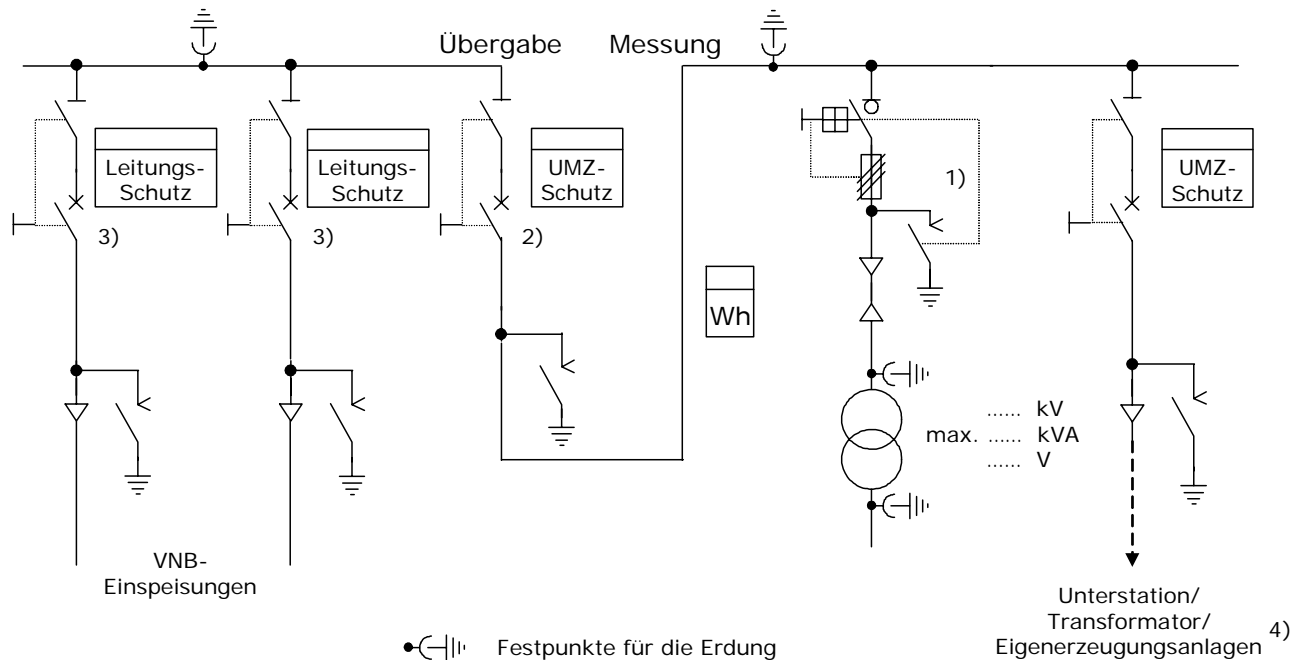 Übergabe Messung
Leitungs-
Schutz
Leitungs-
Schutz
UMZ-
Schutz
UMZ-
Schutz
1)
3)
3)
2)
Wh
...... kV
max. ...... kVA
...... V
VNB-
Einspeisungen
Unterstation/
Transformator/
Eigenerzeugungsanlagen 4)
Festpunkte für die Erdung